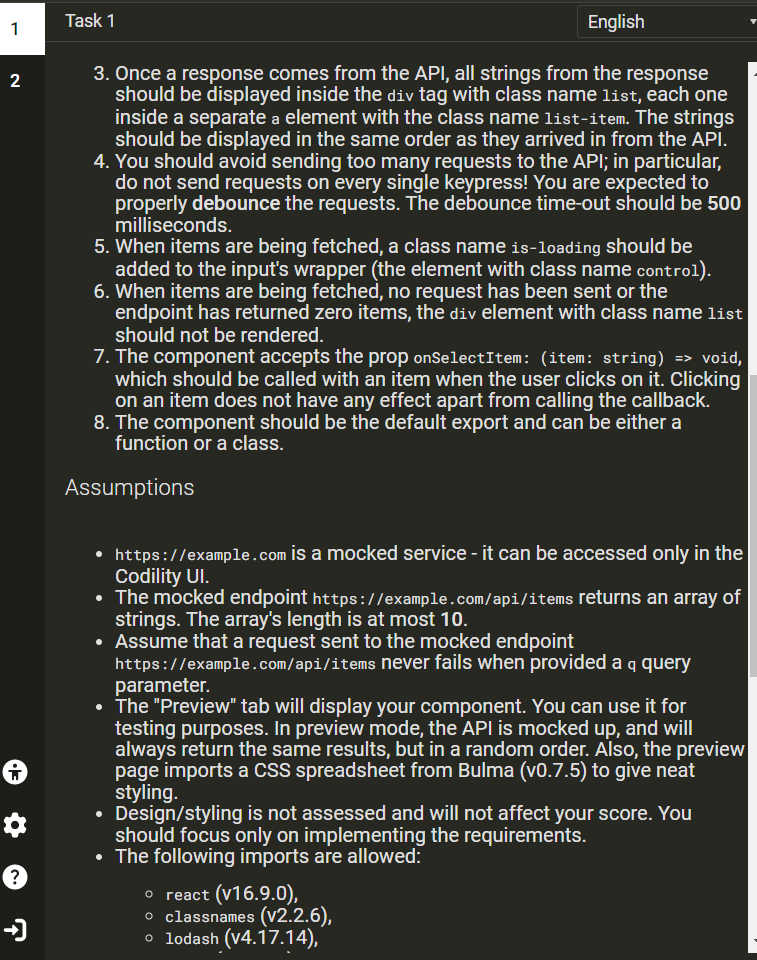 1
Task 1
English
2
3. Once a response comes from the API, all strings from the response
should be displayed inside the div tag with class name list, each one
inside a separate a element with the class name list-item. The strings
should be displayed in the same order as they arrived in from the API.
4. You should avoid sending too many requests to the API; in particular,
do not send requests on every single keypress! You are expected to
properly debounce the requests. The debounce time-out should be 500
milliseconds.
5. When items are being fetched, a class name is-loading should be
added to the input's wrapper (the element with class name control).
6. When items are being fetched, no request has been sent or the
endpoint has returned zero items, the div element with class name list
should not be rendered.
7. The component accepts the prop onSelectItem: (item: string) => void,
which should be called with an item when the user clicks on it. Clicking
on an item does not have any effect apart from calling the callback.
8. The component should be the default export and can be either a
function or a class.
Assumptions
• https://example.com is a mocked service - it can be accessed only in the
Codility UI.
• The mocked endpoint https://example.com/api/items returns an array of
strings. The array's length is at most 10.
• Assume that a request sent to the mocked endpoint
https://example.com/api/items never fails when provided a q query
parameter.
• The "Preview" tab will display your component. You can use it for
testing purposes. In preview mode, the API is mocked up, and will
always return the same results, but in a random order. Also, the preview
page imports a CSS spreadsheet from Bulma (v0.7.5) to give neat
styling.
• Design/styling is not assessed and will not affect your score. You
should focus only on implementing the requirements.
• The following imports are allowed:
◦ react (v16.9.0),
◦ classnames (v2.2.6),
◦ lodash (v4.17.14),